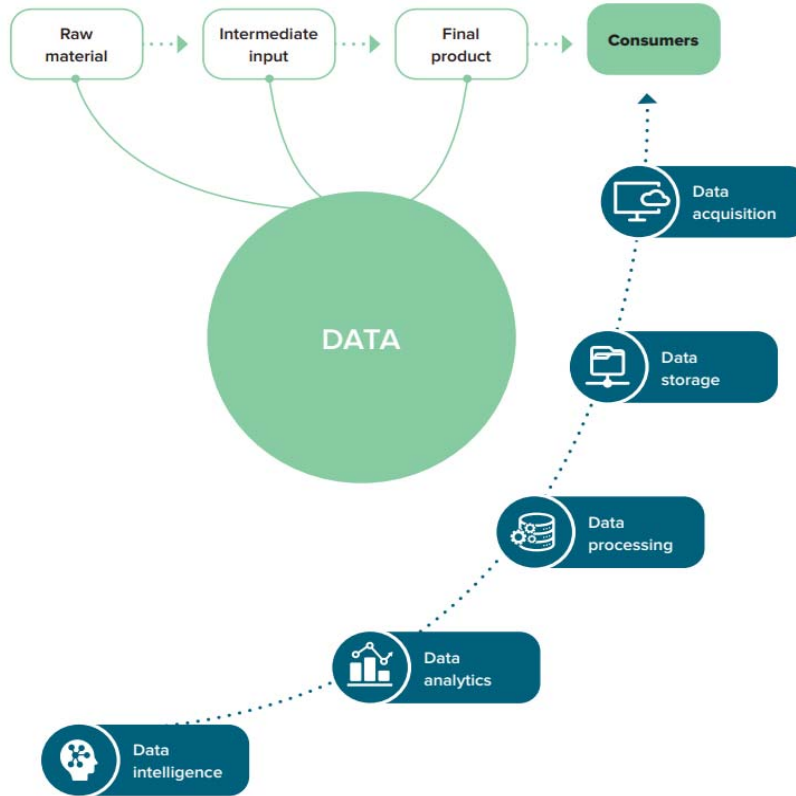 Raw
material
Intermediate
input
Final
product
Consumers
DATA
Data
acquisition
Data
storage
Data
processing
Data
analytics
Data
intelligence